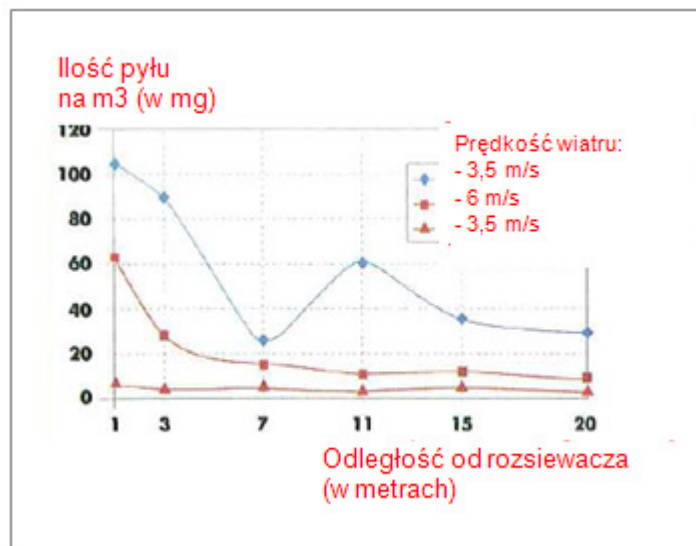 Ilość pyłu
na m3 (w mg)
120
100
80
60
40
20
0
Prędkość wiatru:
- 3,5 m/s
- 6 m/s
- 3,5 m/s
1 3 7 11 15 20
Odległość od rozsiewacza
(w metrach)